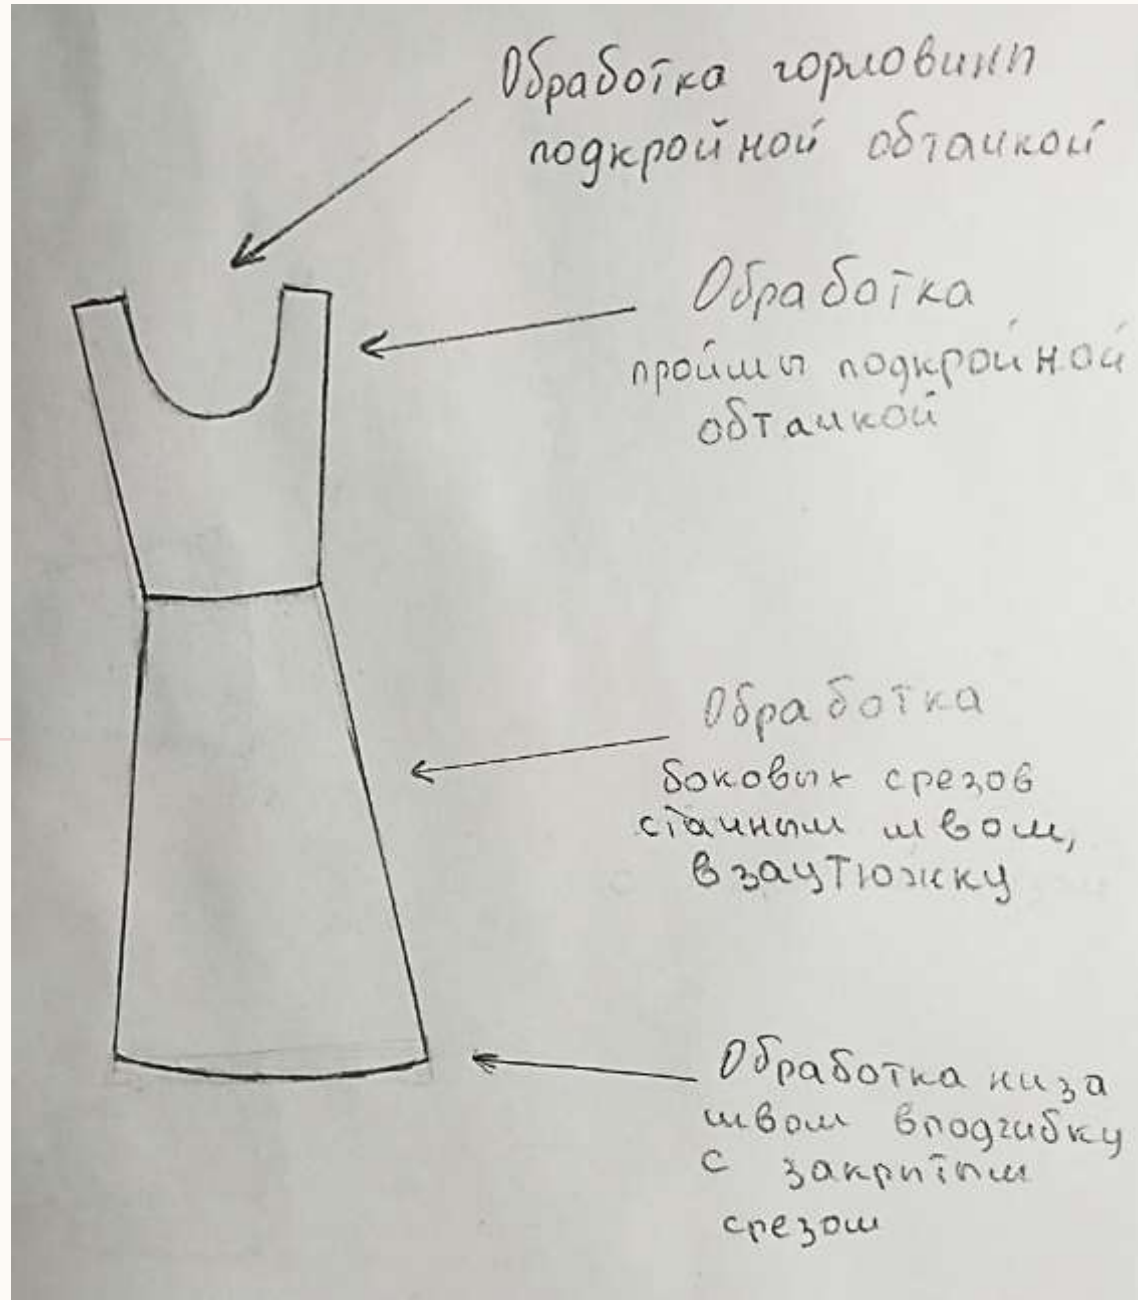 Обработка горловины
подкройной обтачкой
Обработка
проймы подкройной
обтачкой
Обработка
боковых срезов
стачным швом,
взаутюжку
Обработка низа
швом вподгибку
с закрытым
срезом